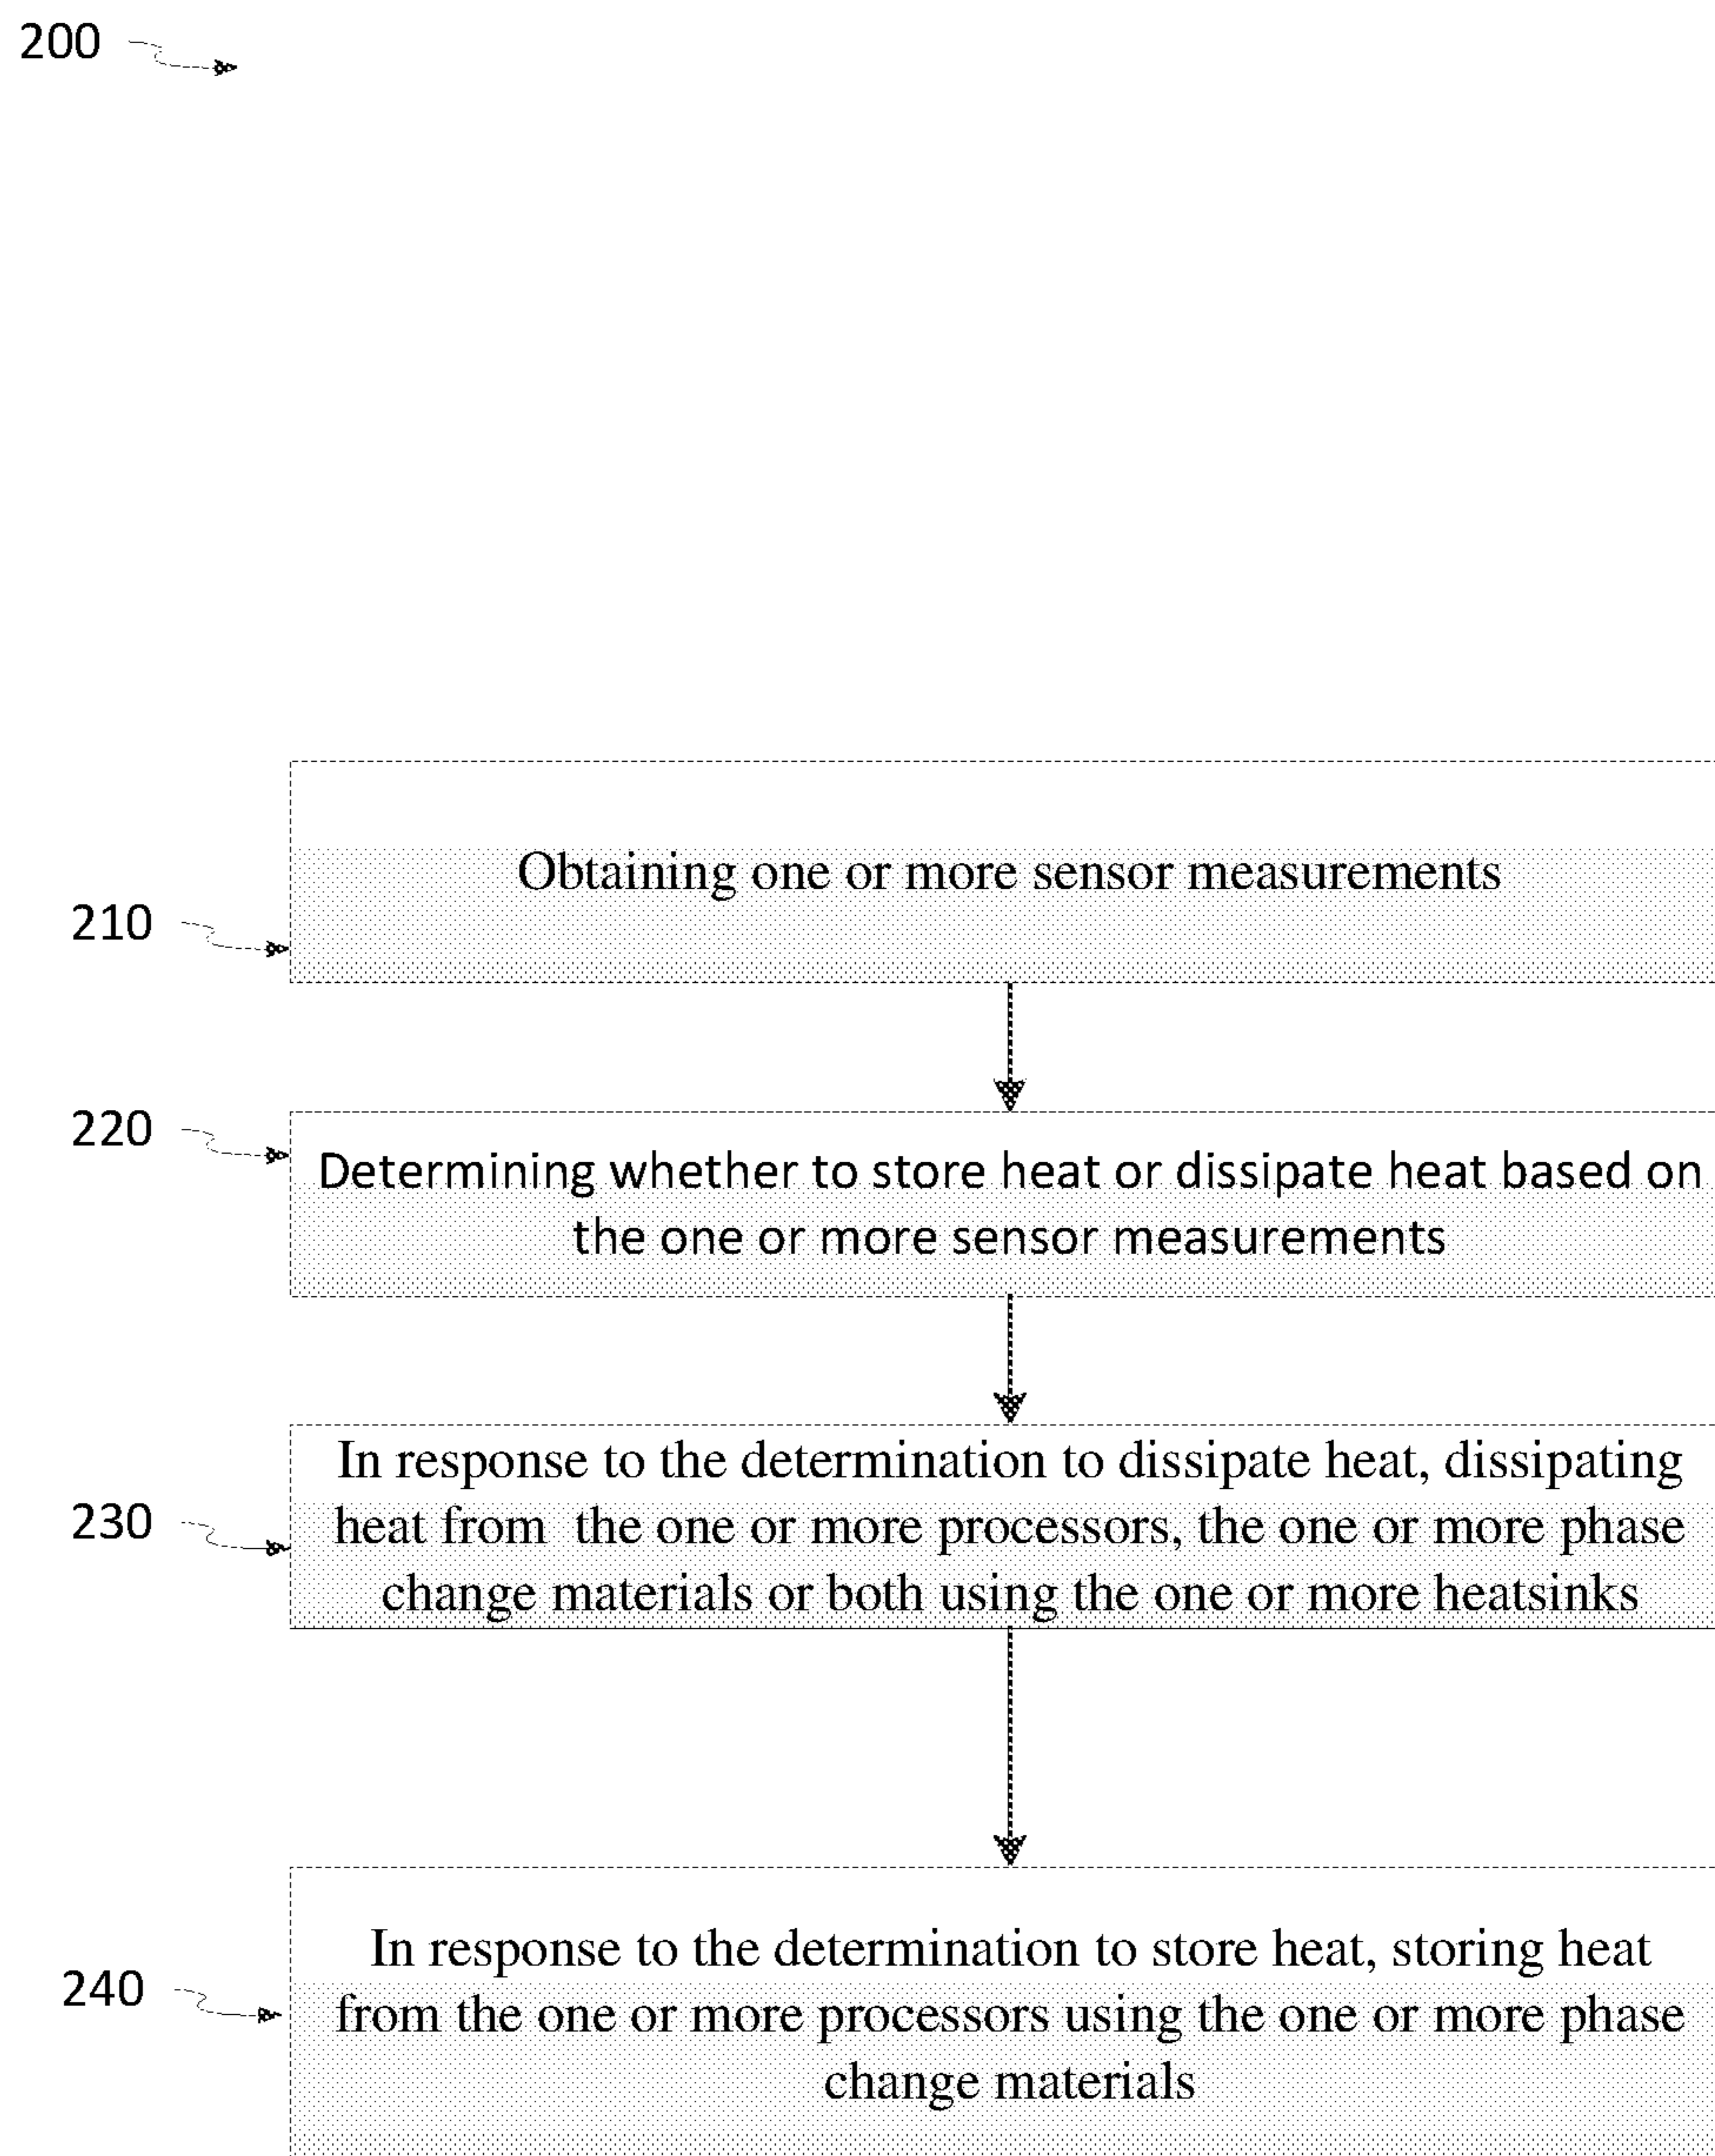 200
Obtaining one or more sensor measurements
210
220
Determining whether to store heat or dissipate heat based on
the one or more sensor measurements
In response to the determination to dissipate heat, dissipating
230
heat from the one or more processors, the one or more phase
change materials or both using the one or more heatsinks
In response to the determination to store heat, storing heat
240
from the one or more processors using the one or more phase
change materials